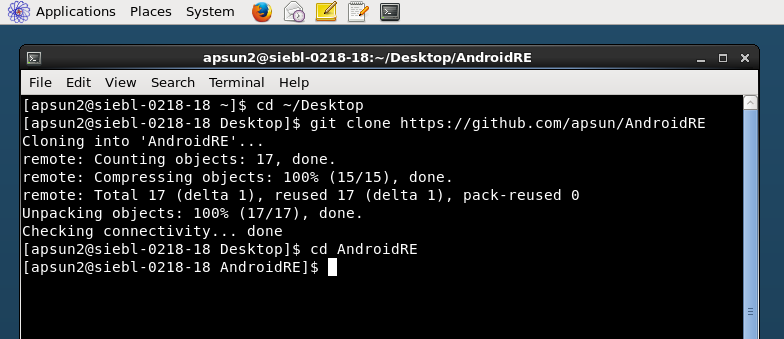 Applications Places System
apsun2@siebl-0218-18:~/Desktop/AndroidRE
File Edit View Search Terminal Help
[apsun2@siebl-0218-18 ~]$ cd ~/Desktop
[apsun2@siebl-0218-18 Desktop]$ git clone https://github.com/apsun/AndroidRE
Cloning into 'AndroidRE'...
remote: Counting objects: 17, done.
remote: Compressing objects: 100% (15/15), done.
remote: Total 17 (delta 1), reused 17 (delta 1), pack-reused 0
Unpacking objects: 100% (17/17), done.
Checking connectivity... done
[apsun2@siebl-0218-18 Desktop]$ cd AndroidRE
[apsun2@siebl-0218-18 AndroidRE]$